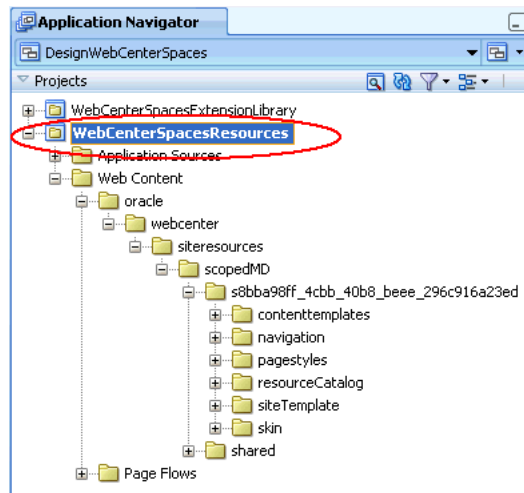 Application Navigator
DesignWebCenterSpaces
Projects
WebCenterSpacesExtensionLibrary
WebCenterSpacesResources
Application Sources
Web Content
oracle
webcenter
siteresources
scopedMD
s8bba98ff_4cbb_40b8_beee_296c916a23ed
contenttemplates
navigation
pagestyles
resourceCatalog
siteTemplate
skin
shared
Page Flows